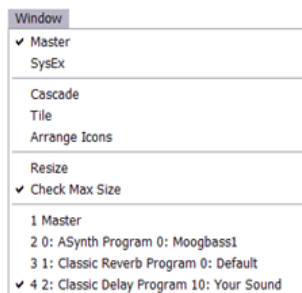 Window
✔ Master
SysEx
Cascade
Tile
Arrange Icons
Resize
✔ Check Max Size
1 Master
2 0: ASynth Program 0: Moogbass1
3 1: Classic Reverb Program 0: Default
✔ 4 2: Classic Delay Program 10: Your Sound